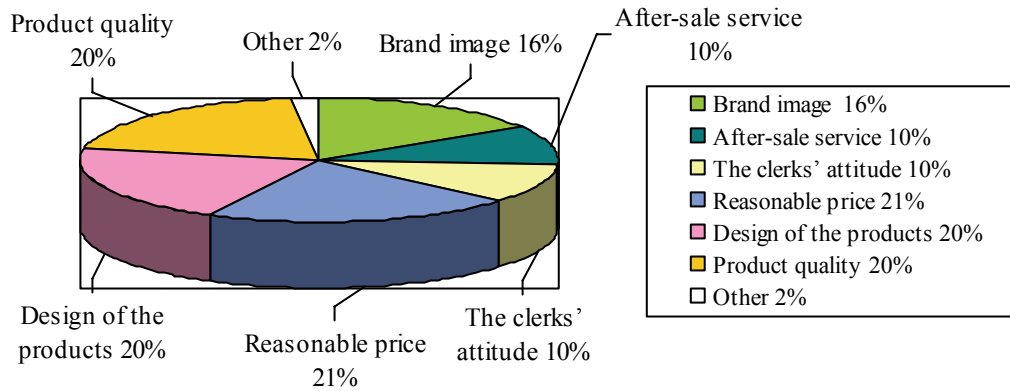 Product quality
20%
Other 2%
Brand image 16%
After-sale service
10%
Brand image 16%
After-sale service 10%
The clerks’ attitude 10%
Reasonable price 21%
Design of the products 20%
Product quality 20%
Other 2%
Design of the
products 20%
Reasonable price
21%
The clerks’
attitude 10%